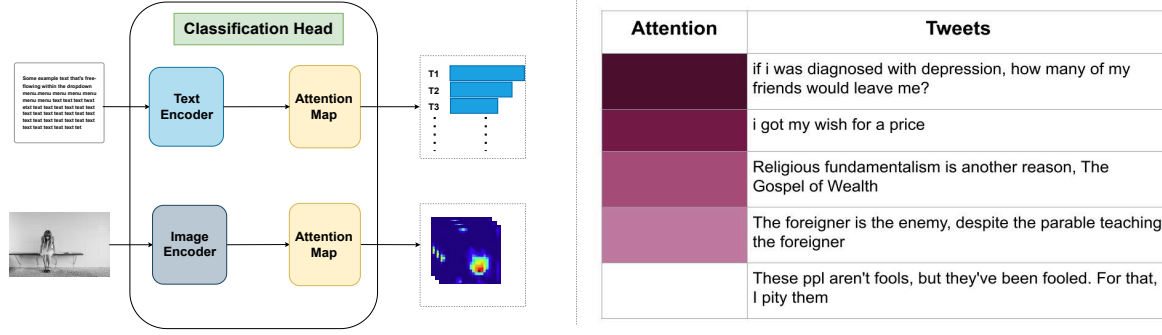 Classification Head
Some example text that's free-
flowing within the dropdown
menu.menu menu menu menu
menu menu text text text twxt
etxt text text text text text text
text text text text text text text
text text text text text text text
text text text text text tet
Text
Encoder
Attention
Map
T1
T2
T3
Image
Encoder
Attention
Map
Attention
Tweets
if i was diagnosed with depression, how many of my
friends would leave me?
i got my wish for a price
Religious fundamentalism is another reason, The
Gospel of Wealth
The foreigner is the enemy, despite the parable teaching
the foreigner
These ppl aren't fools, but they've been fooled. For that,
I pity them